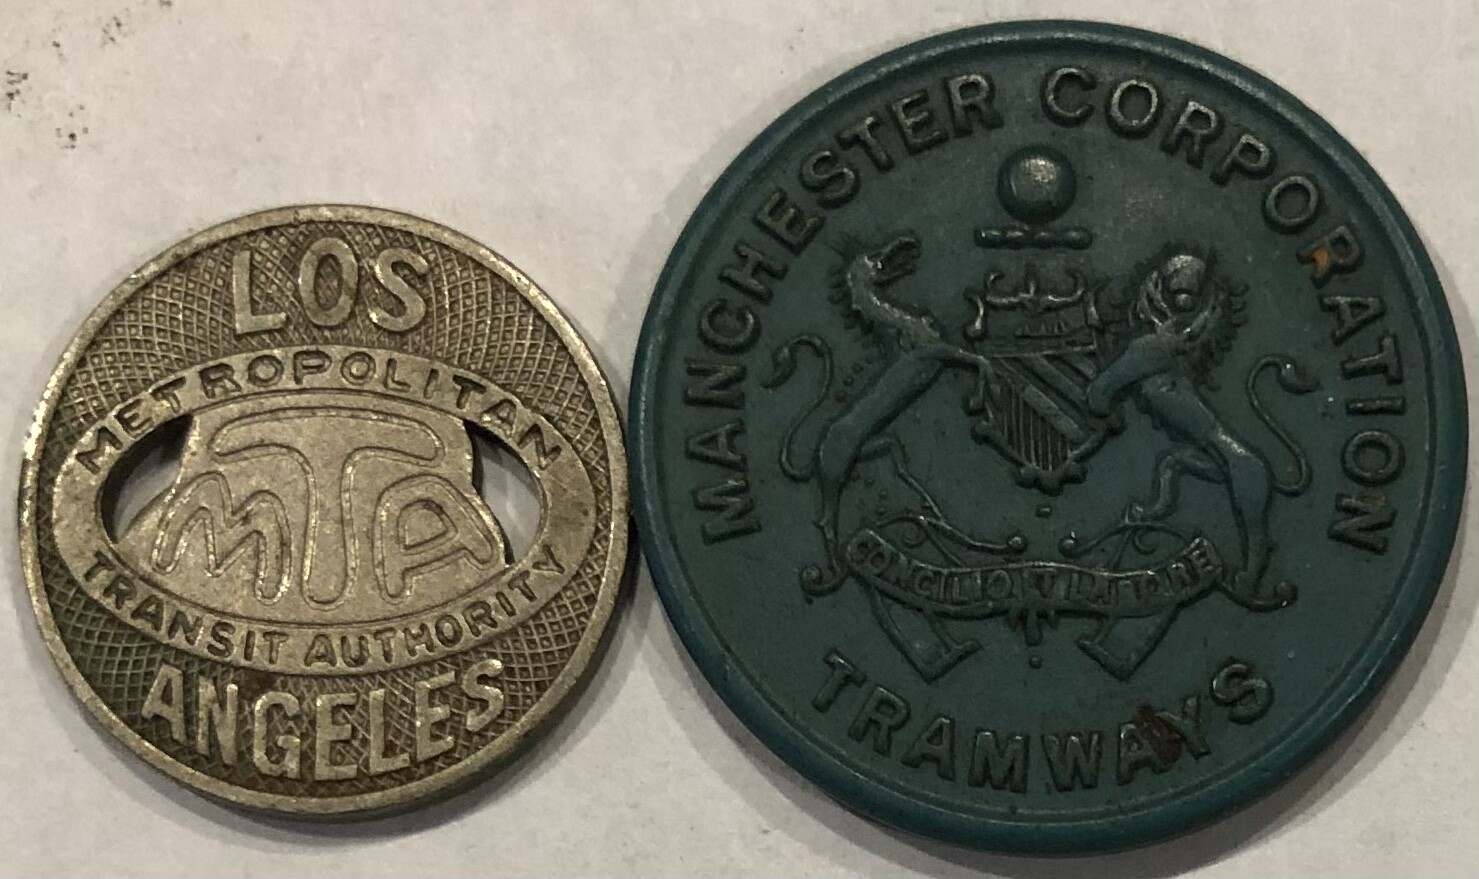 LOS
METROPOLITAN
MTA
TRANSIT AUTHORITY
ANGELES
MANCHESTER CORPORATION
CONCILIO ET LABORE
TRAMWAYS